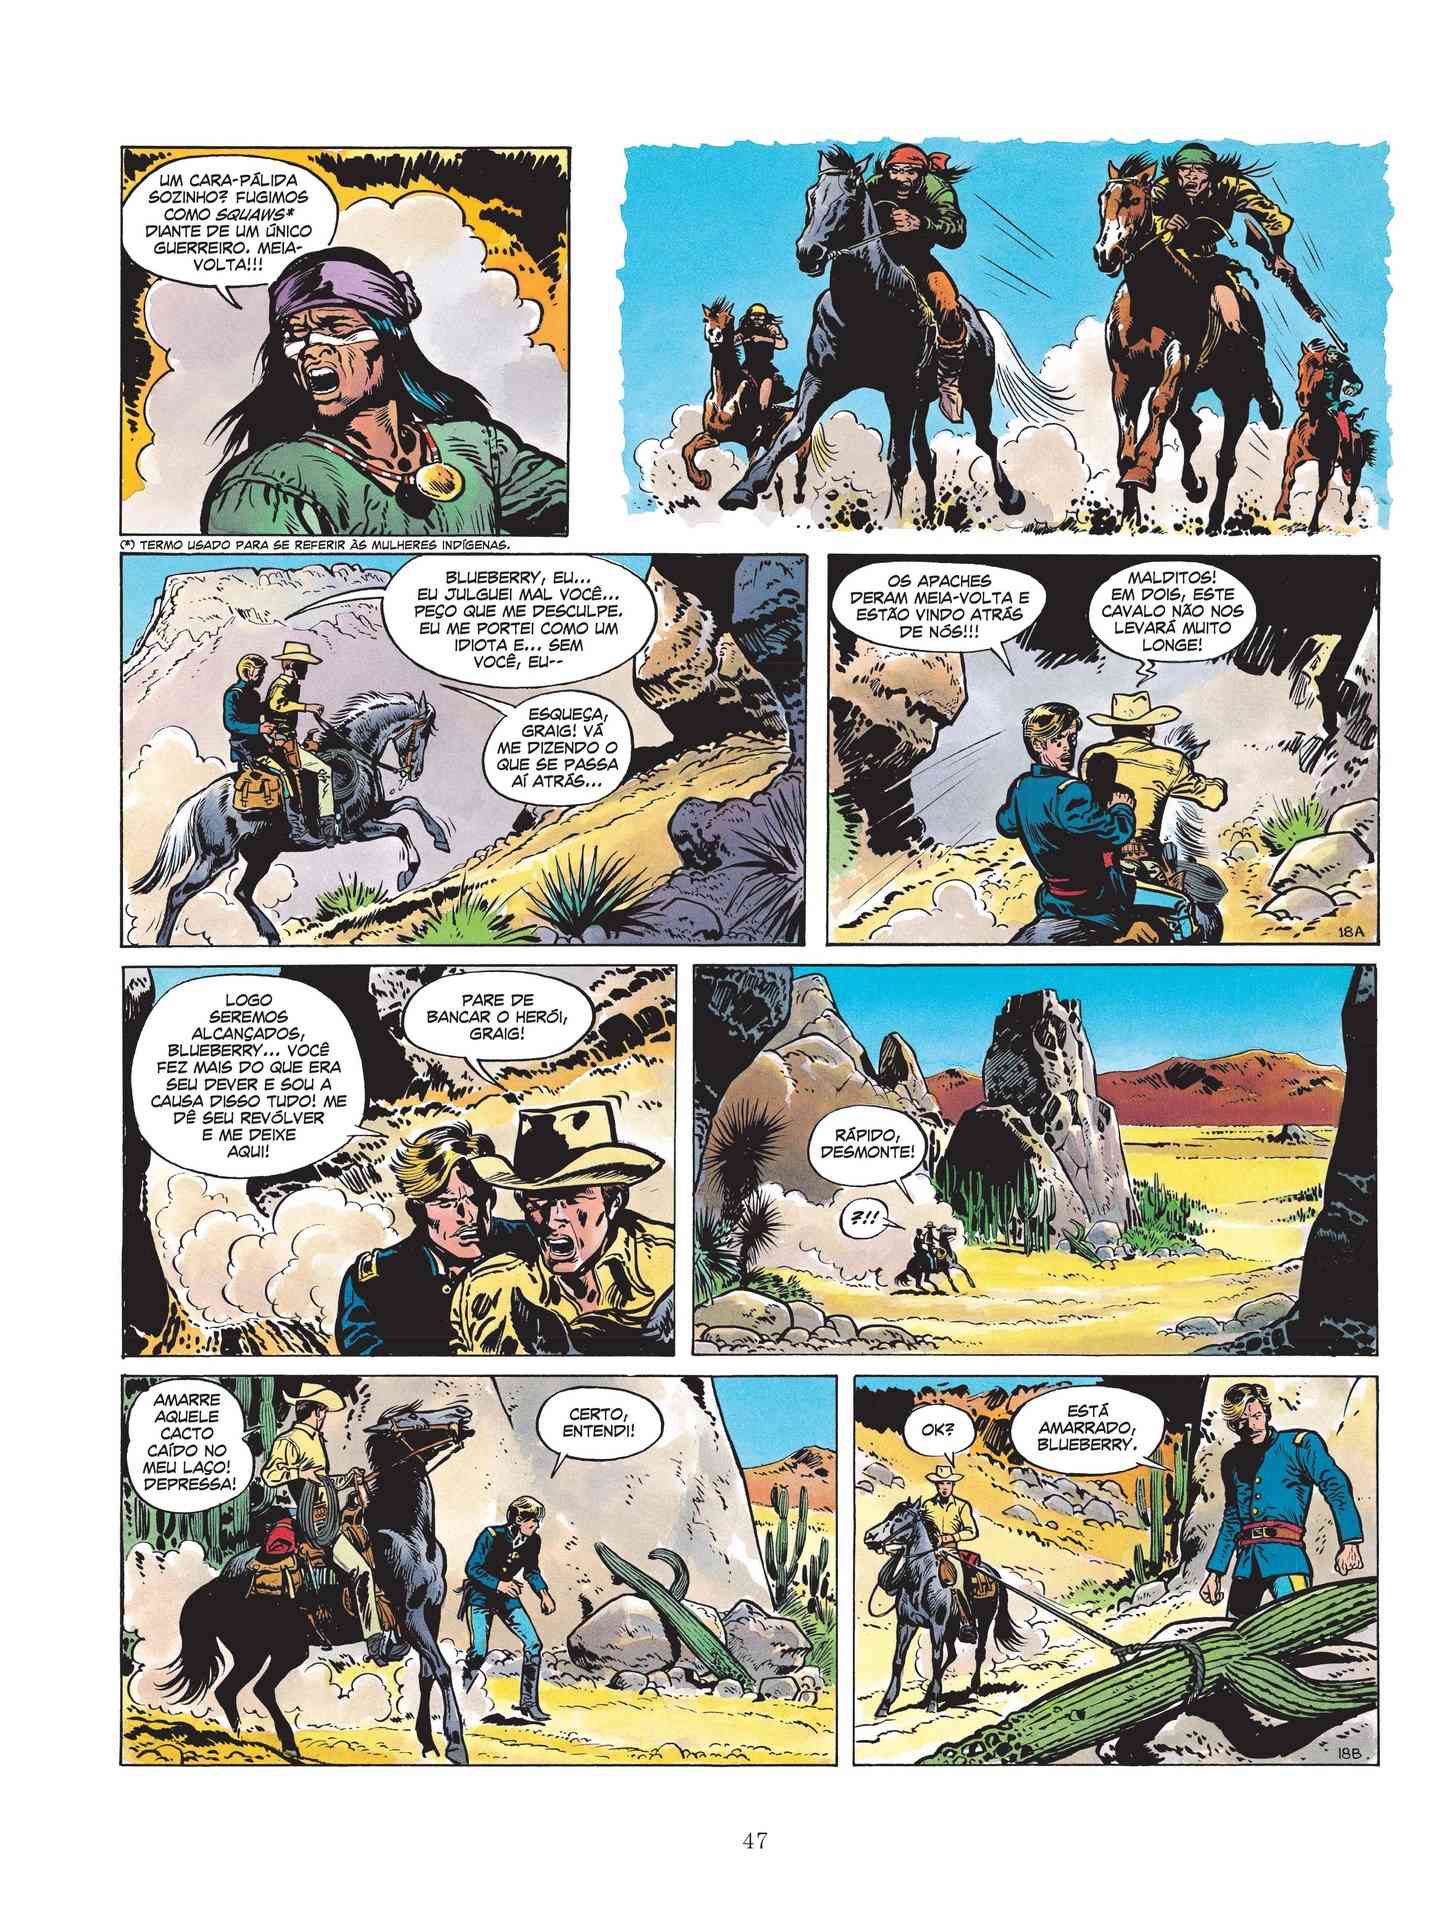 UM CARA-PÁLIDA
SOZINHO? FUGIMOS
COMO SQUAWS*
DIANTE DE UM ÚNICO
GUERREIRO. MEIA-
VOLTA!!!
(*) TERMO USADO PARA SE REFERIR ÀS MULHERES INDÍGENAS.
BLUEBERRY, EU...
EU JULGUEI MAL VOCÊ...
PEÇO QUE ME DESCULPE.
EU ME PORTEI COMO UM
IDIOTA E... SEM
VOCÊ, EU--
ESQUEÇA,
GRAIG! VÁ
ME DIZENDO O
QUE SE PASSA
AÍ ATRÁS...
OS APACHES
DERAM MEIA-VOLTA E
ESTÃO VINDO ATRÁS
DE NÓS!!!
MALDITOS!
EM DOIS, ESTE
CAVALO NÃO NOS
LEVARÁ MUITO
LONGE!
18A
LOGO
SEREMOS
ALCANÇADOS,
BLUEBERRY... VOCÊ
FEZ MAIS DO QUE ERA
SEU DEVER E SOU A
CAUSA DISSO TUDO! ME
DÊ SEU REVÓLVER
E ME DEIXE
AQUI!
PARE DE
BANCAR O HERÓI,
GRAIG!
RÁPIDO,
DESMONTE!
?!!
AMARRE
AQUELE
CACTO
CAÍDO NO
MEU LAÇO!
DEPRESSA!
CERTO,
ENTENDI!
OK?
ESTÁ
AMARRADO,
BLUEBERRY.
18B
47